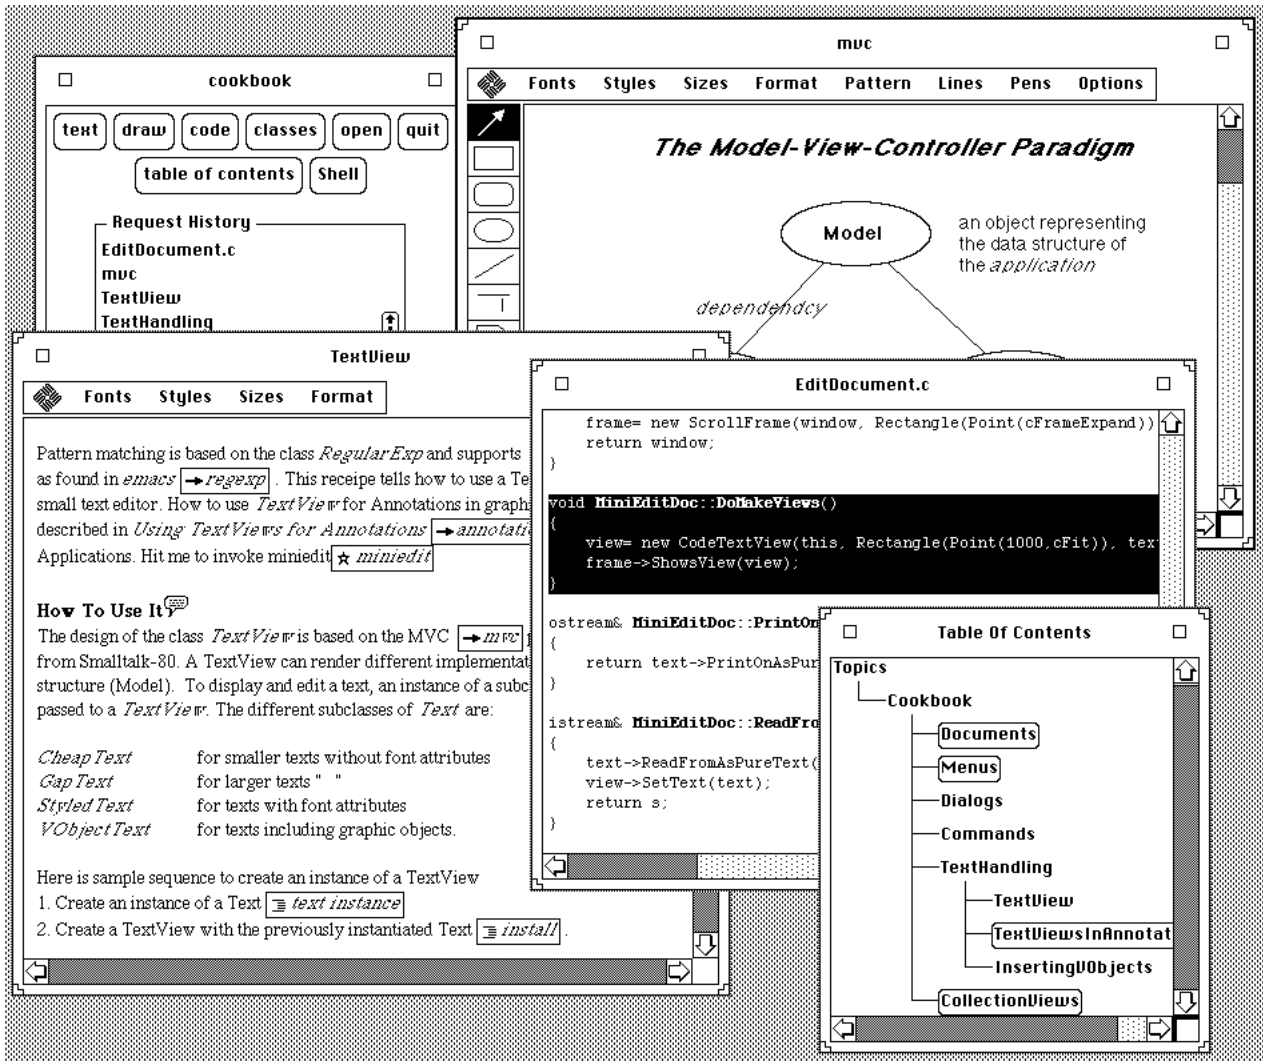 cookbook
text draw code classes open quit
table of contents Shell
Request History
EditDocument.c
mvc
TextView
TextHandling
mvc
Fonts Styles Sizes Format Pattern Lines Pens Options
The Model-View-Controller Paradigm
Model
an object representing
the data structure of
the application
dependendcy
TextView
Fonts Styles Sizes Format
Pattern matching is based on the class RegularExp and supports
as found in emacs → regexp . This receipe tells how to use a Te
small text editor. How to use TextView for Annotations in graph
described in Using TextViews for Annotations → annotati
Applications. Hit me to invoke miniedit ☆ miniedit
How To Use It
The design of the class TextView is based on the MVC → mvc
from Smalltalk-80. A TextView can render different implementat
structure (Model). To display and edit a text, an instance of a subc
passed to a TextView. The different subclasses of Text are:
CheapText for smaller texts without font attributes
GapText for larger texts " "
StyledText for texts with font attributes
VObjectText for texts including graphic objects.
Here is sample sequence to create an instance of a TextView
1. Create an instance of a Text text instance
2. Create a TextView with the previously instantiated Text install .
EditDocument.c
frame= new ScrollFrame(window, Rectangle(Point(cFrameExpand))
return window;
}
void MiniEditDoc::DoMakeViews()
{
view= new CodeTextView(this, Rectangle(Point(1000,cFit)), tex
frame->ShowsView(view);
}
ostream& MiniEditDoc::PrintOn
{
return text->PrintOnAsPur
}
istream& MiniEditDoc::ReadFro
{
text->ReadFromAsPureText(
view->SetText(text);
return s;
}
Table Of Contents
Topics
Cookbook
Documents
Menus
Dialogs
Commands
TextHandling
TextView
TextViewsInAnnotat
InsertingVObjects
CollectionViews